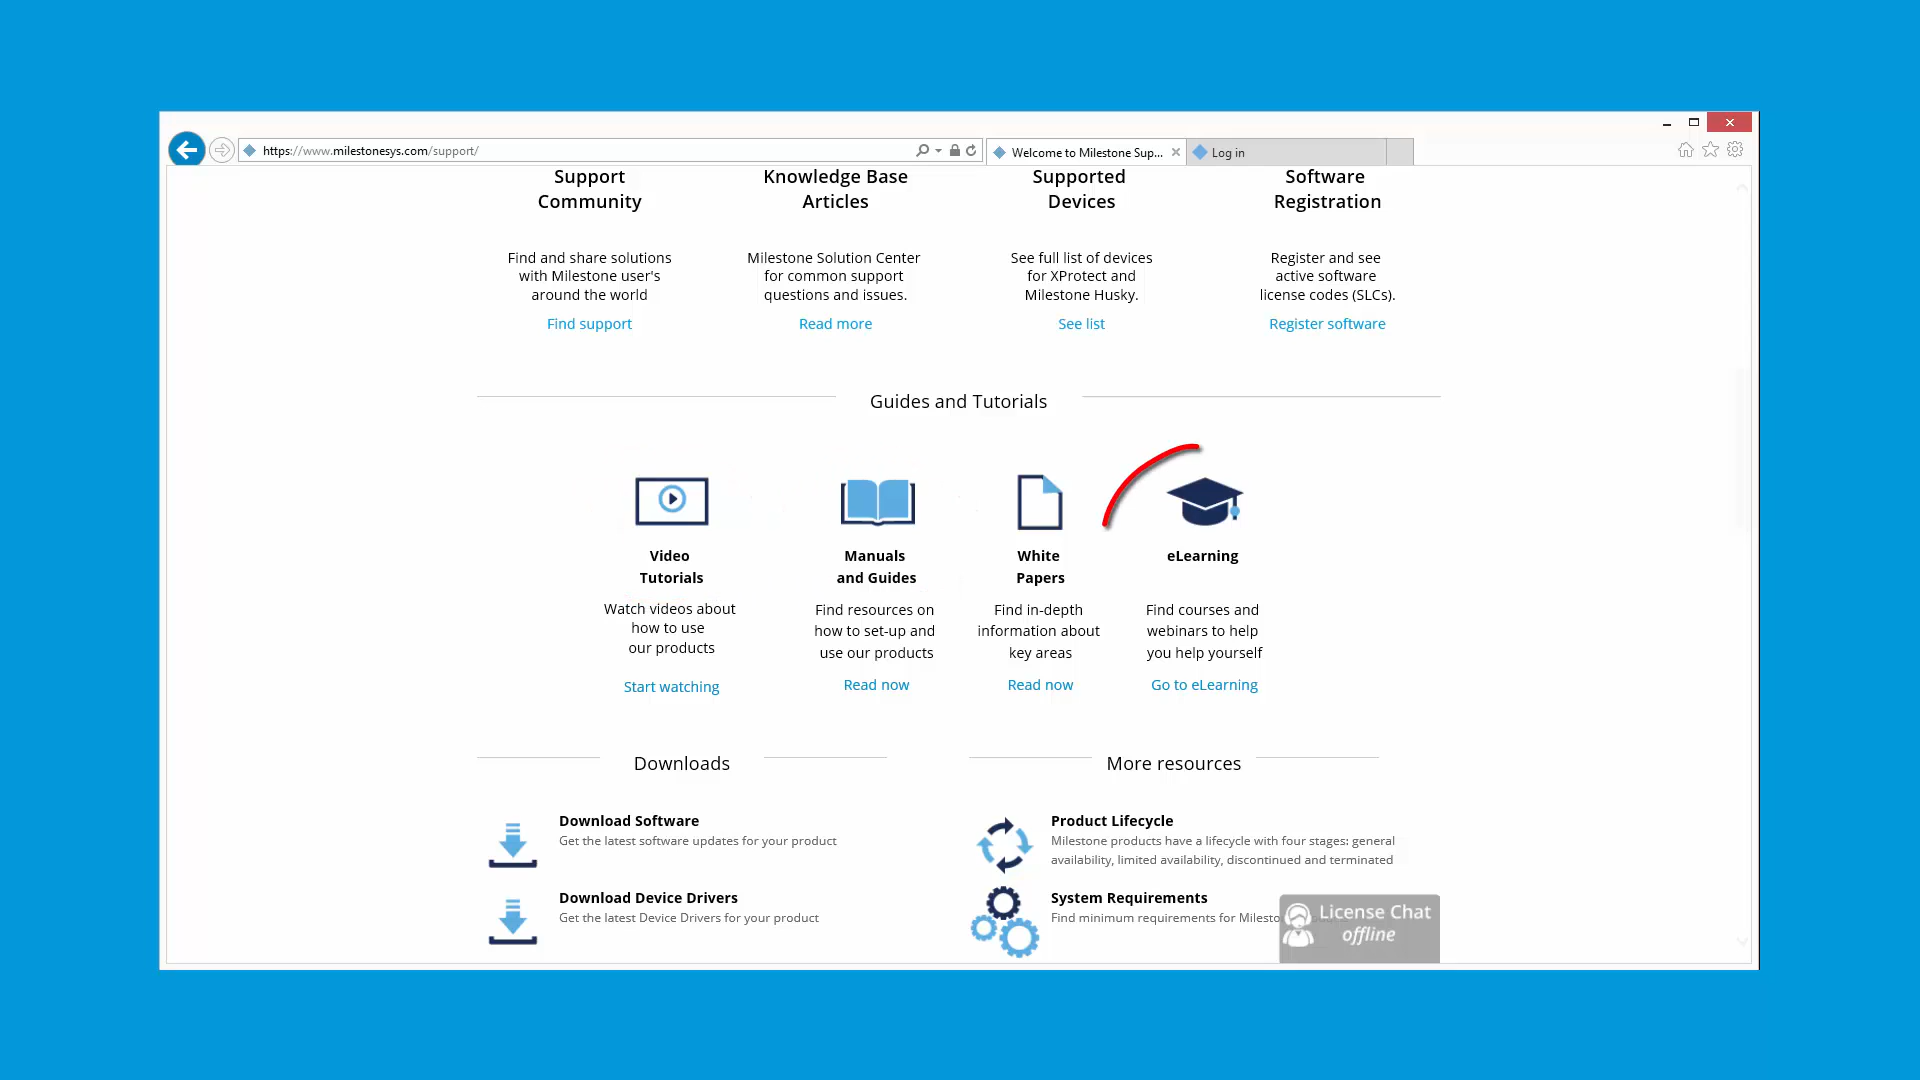 https://www.milestonesys.com/support/
Welcome to Milestone Sup...
Log in
Support
Community
Find and share solutions
with Milestone user's
around the world
Find support
Knowledge Base
Articles
Milestone Solution Center
for common support
questions and issues.
Read more
Supported
Devices
See full list of devices
for XProtect and
Milestone Husky.
See list
Software
Registration
Register and see
active software
license codes (SLCs).
Register software
Guides and Tutorials
Video
Tutorials
Watch videos about
how to use
our products
Start watching
Manuals
and Guides
Find resources on
how to set-up and
use our products
Read now
White
Papers
Find in-depth
information about
key areas
Read now
eLearning
Find courses and
webinars to help
you help yourself
Go to eLearning
Downloads
Download Software
Get the latest software updates for your product
Download Device Drivers
Get the latest Device Drivers for your product
More resources
Product Lifecycle
Milestone products have a lifecycle with four stages: general
availability, limited availability, discontinued and terminated
System Requirements
Find minimum requirements for Milesto
License Chat
offline